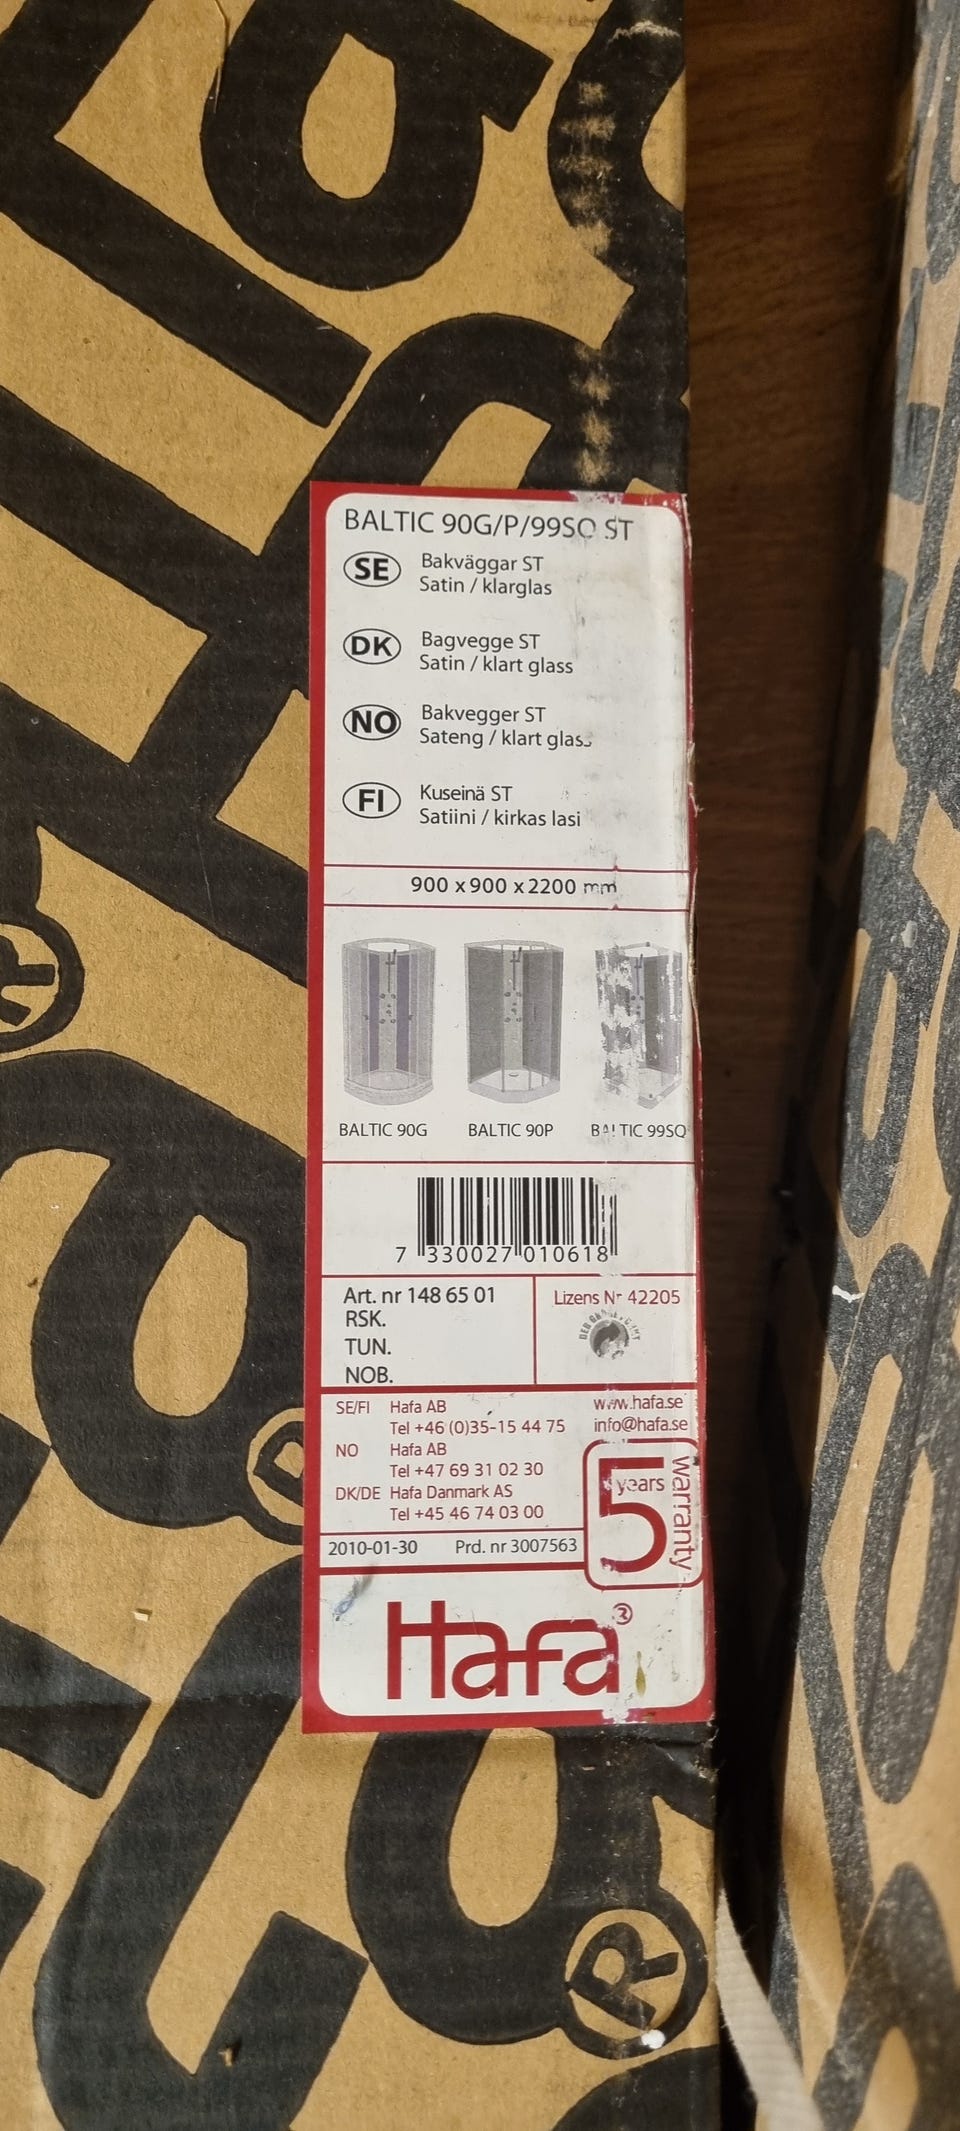 BALTIC 90G/P/99SQ ST
SE Bakväggar ST
Satin / klarglas
DK Bagvegge ST
Satin / klart glass
NO Bakvegger ST
Sateng / klart glass
FI Kuseinä ST
Satiini / kirkas lasi
900 x 900 x 2200 mm
BALTIC 90G BALTIC 90P BALTIC 99SQ
7 330027 010618
Art. nr 148 65 01
RSK.
TUN.
NOB.
Lizens Nr 42205
DER GRÜNE PUNKT
SE/FI Hafa AB
Tel +46 (0)35-15 44 75
NO Hafa AB
Tel +47 69 31 02 30
DK/DE Hafa Danmark AS
Tel +45 46 74 03 00
www.hafa.se
info@hafa.se
5 years warranty
2010-01-30 Prd. nr 3007563
Hafa®